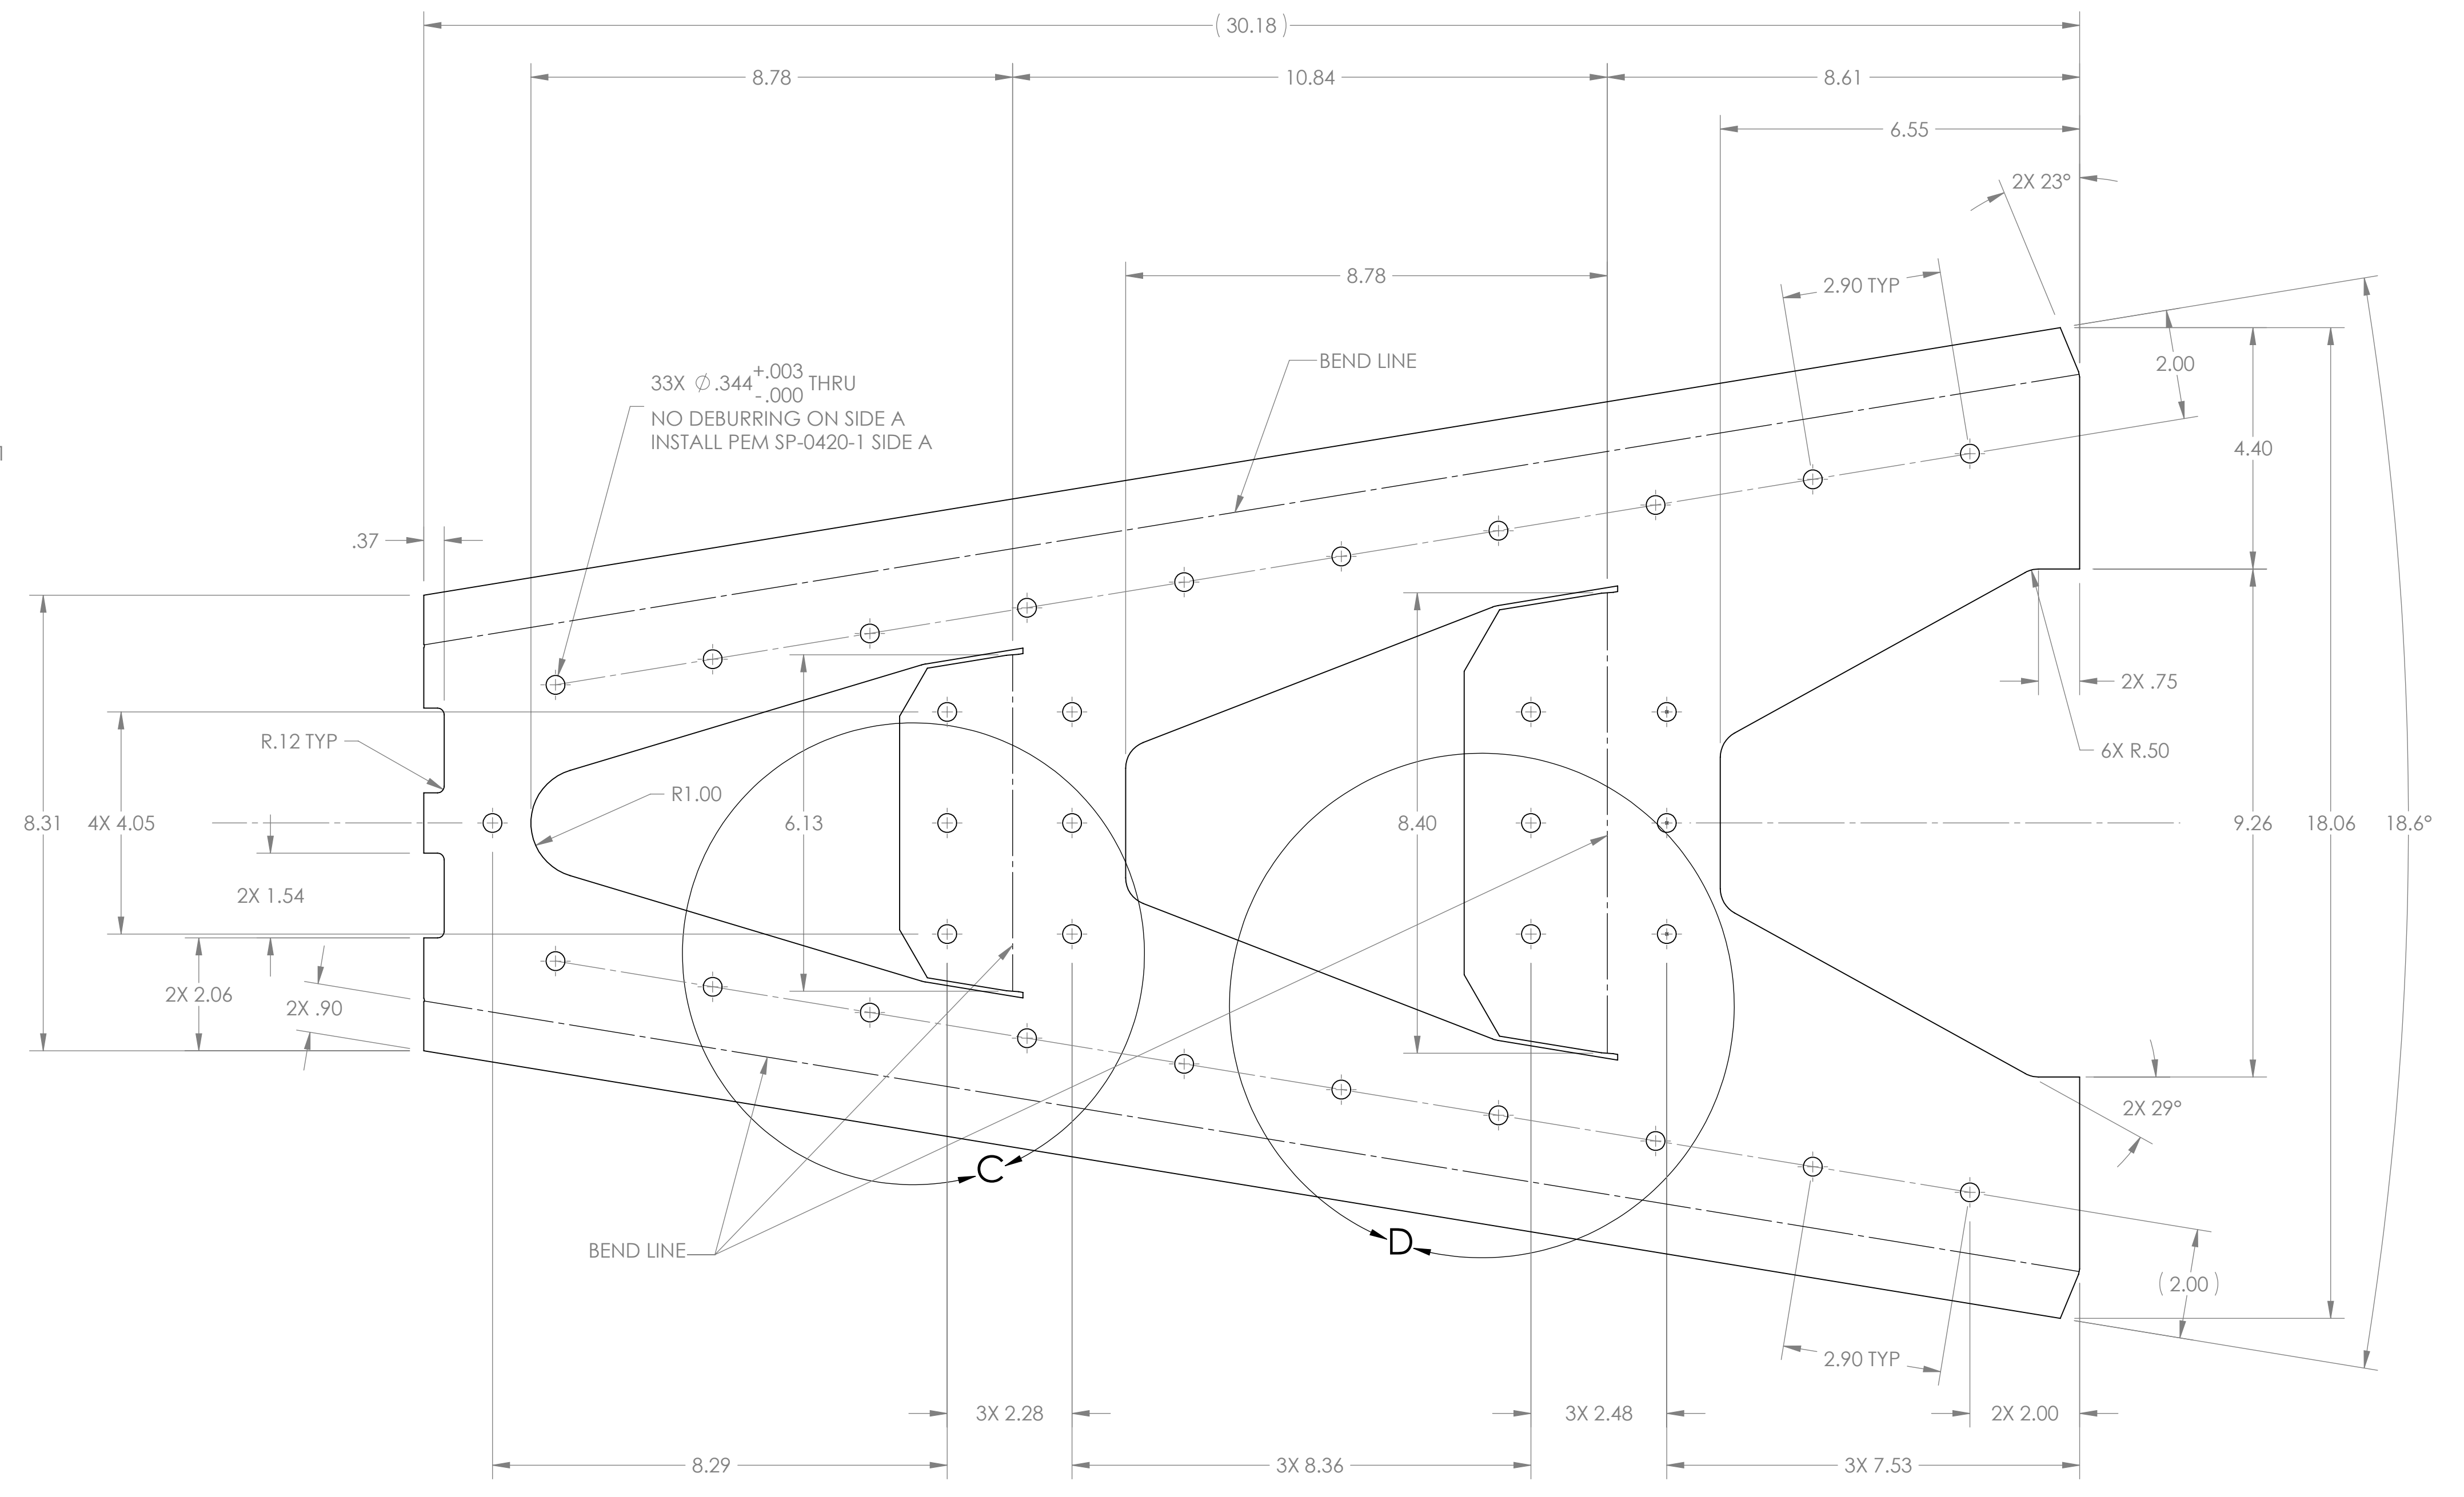 ( 30.18 )
8.78
10.84
8.61
6.55
2X 23°
8.78
2.90 TYP
BEND LINE
2.00
33X ∅ .344 +.003 THRU
-.000
NO DEBURRING ON SIDE A
INSTALL PEM SP-0420-1 SIDE A
4.40
1
.37
2X .75
R.12 TYP
6X R.50
R1.00
8.31
4X 4.05
6.13
8.40
9.26
18.06
18.6°
2X 1.54
2X 2.06
2X .90
2X 29°
C
D
BEND LINE
( 2.00 )
2.90 TYP
3X 2.28
3X 2.48
2X 2.00
8.29
3X 8.36
3X 7.53